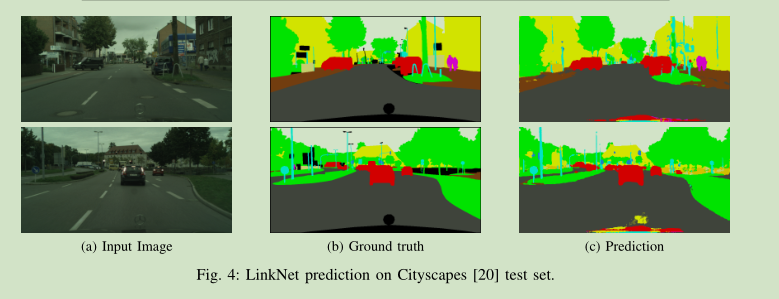 (a) Input Image
(b) Ground truth
(c) Prediction
Fig. 4: LinkNet prediction on Cityscapes [20] test set.